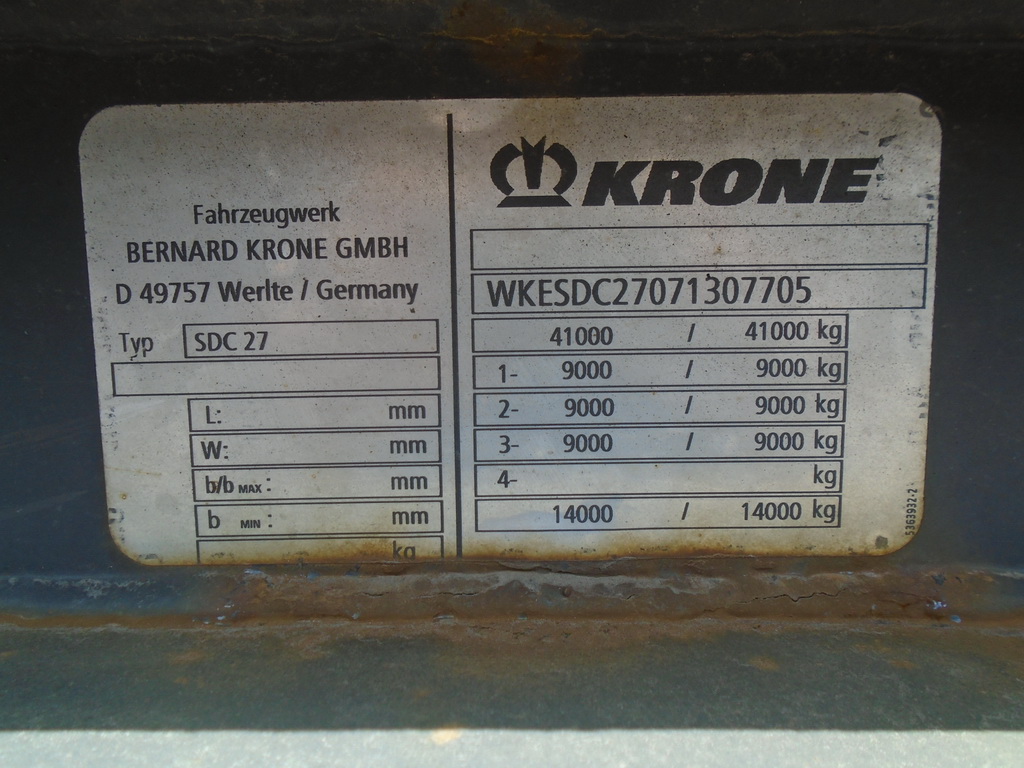 Fahrzeugwerk
BERNARD KRONE GMBH
D 49757 Werlte / Germany
Typ SDC 27
L: mm
W: mm
b/b MAX : mm
b MIN : mm
kg
KRONE
WKESDC27071307705
41000 / 41000 kg
1- 9000 / 9000 kg
2- 9000 / 9000 kg
3- 9000 / 9000 kg
4- kg
14000 / 14000 kg
5363932-2